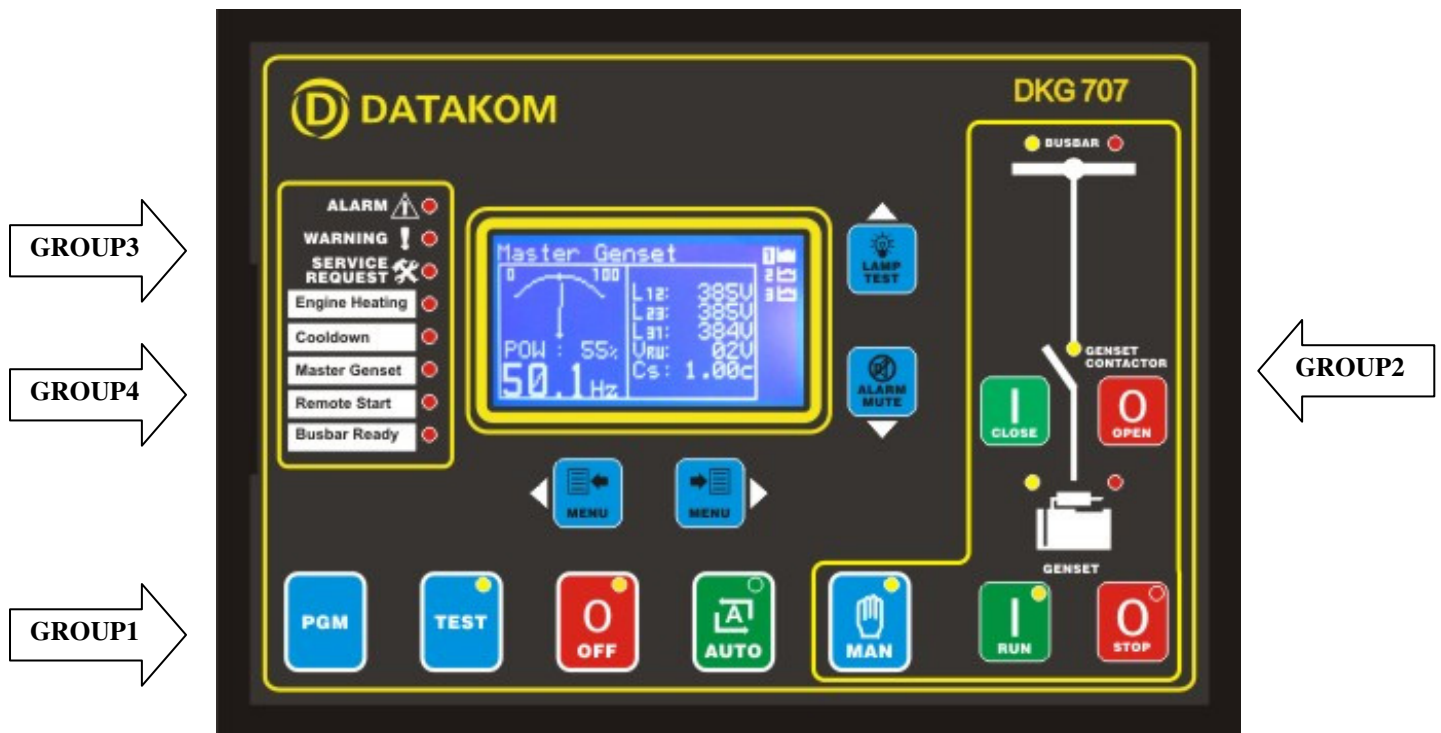 DATAKOM
DKG 707
BUSBAR
GROUP3
ALARM
WARNING
SERVICE
REQUEST
Engine Heating
Cooldown
GROUP4
Master Genset
Remote Start
Busbar Ready
Master Genset
0 100
1
2
3
L12: 385V
L23: 385V
L31: 384V
POW : 55%
VRU: 02V
50.1Hz
Cs: 1.00c
LAMP
TEST
ALARM
MUTE
GENSET
CONTACTOR
GROUP2
I
CLOSE
O
OPEN
MENU
MENU
GENSET
GROUP1
PGM
TEST
O
OFF
A
AUTO
MAN
I
RUN
O
STOP